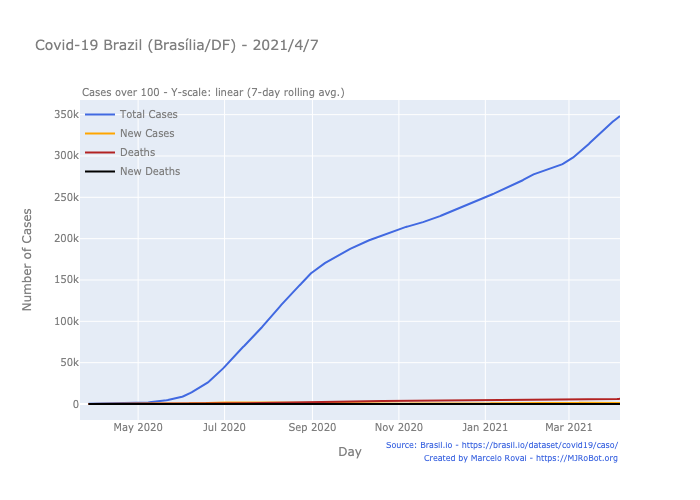 Covid-19 Brazil (Brasília/DF) - 2021/4/7
Cases over 100 - Y-scale: linear (7-day rolling avg.)
Total Cases
New Cases
Deaths
New Deaths
350k
300k
250k
200k
150k
100k
50k
0
Number of Cases
May 2020
Jul 2020
Sep 2020
Nov 2020
Jan 2021
Mar 2021
Day
Source: Brasil.io - https://brasil.io/dataset/covid19/caso/
Created by Marcelo Rovai - https://MJRoBot.org